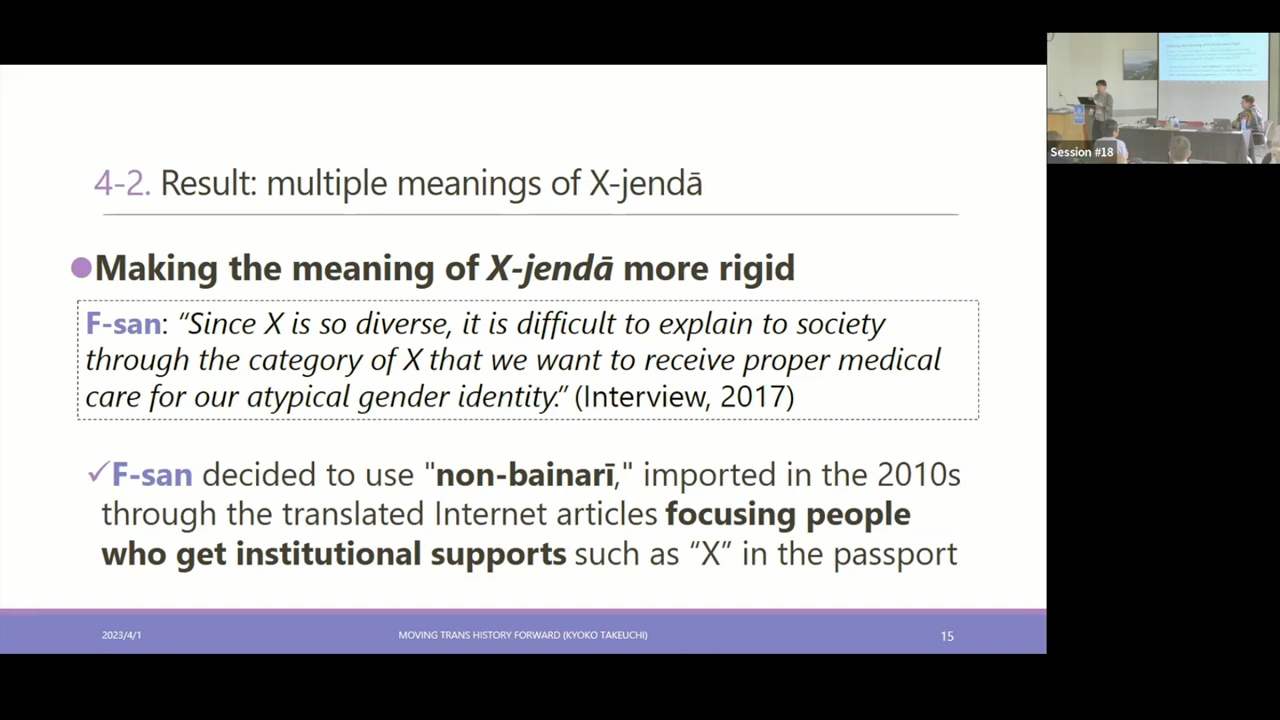 4-2. Result: multiple meanings of X-jendā
Making the meaning of X-jendā more rigid
F-san: “Since X is so diverse, it is difficult to explain to society
through the category of X that we want to receive proper medical
care for our atypical gender identity.” (Interview, 2017)
✓F-san decided to use "non-bainarī," imported in the 2010s
through the translated Internet articles focusing people
who get institutional supports such as “X” in the passport
2023/4/1
MOVING TRANS HISTORY FORWARD (KYOKO TAKEUCHI)
15
Session #18